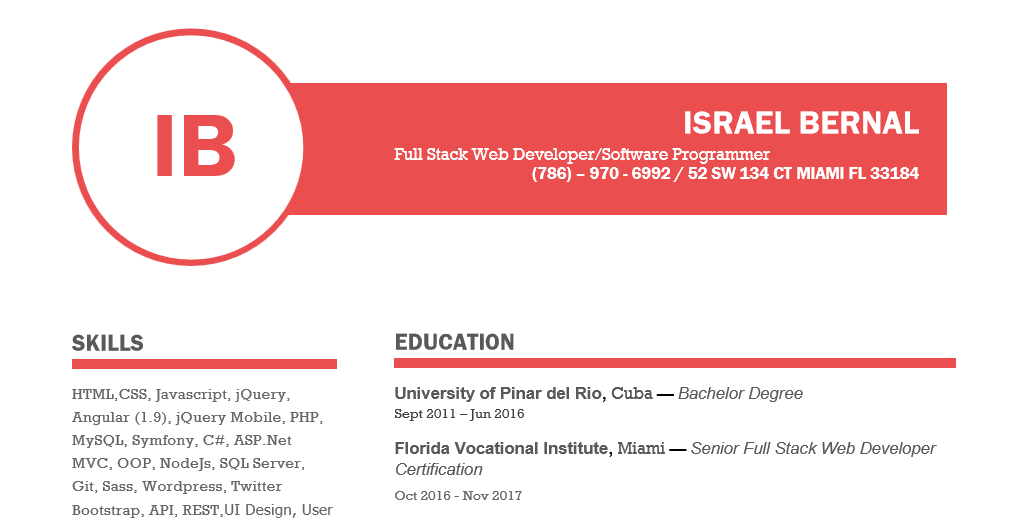 IB
ISRAEL BERNAL
Full Stack Web Developer/Software Programmer
(786) – 970 - 6992 / 52 SW 134 CT MIAMI FL 33184
SKILLS
HTML,CSS, Javascript, jQuery,
Angular (1.9), jQuery Mobile, PHP,
MySQL, Symfony, C#, ASP.Net
MVC, OOP, NodeJs, SQL Server,
Git, Sass, Wordpress, Twitter
Bootstrap, API, REST,UI Design, User
EDUCATION
University of Pinar del Rio, Cuba — Bachelor Degree
Sept 2011 – Jun 2016
Florida Vocational Institute, Miami — Senior Full Stack Web Developer
Certification
Oct 2016 - Nov 2017